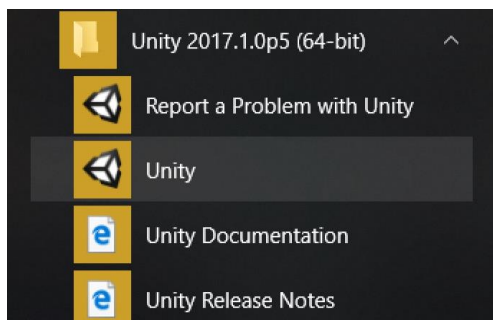 Unity 2017.1.0p5 (64-bit)
Report a Problem with Unity
Unity
Unity Documentation
Unity Release Notes